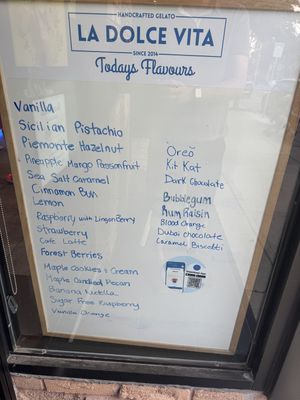 HANDCRAFTED GELATO
LA DOLCE VITA
SINCE 2014
Todays Flavours
Vanilla
Sicilian Pistachio
Piemonte Hazelnut
Pineapple Mango Passionfruit
Sea Salt Caramel
Cinnamon Bun
Lemon
Raspberry with Lingonberry
Strawberry
Cafe Latte
Forest Berries
Maple Cookies & Cream
Maple Candied Pecan
Banana Nutella
Sugar Free Raspberry
Vanilla Orange
Oreo
Kit Kat
Dark Chocolate
Bubblegum
Rum Raisin
Blood Orange
Dubai chocolate
Caramel Biscotti